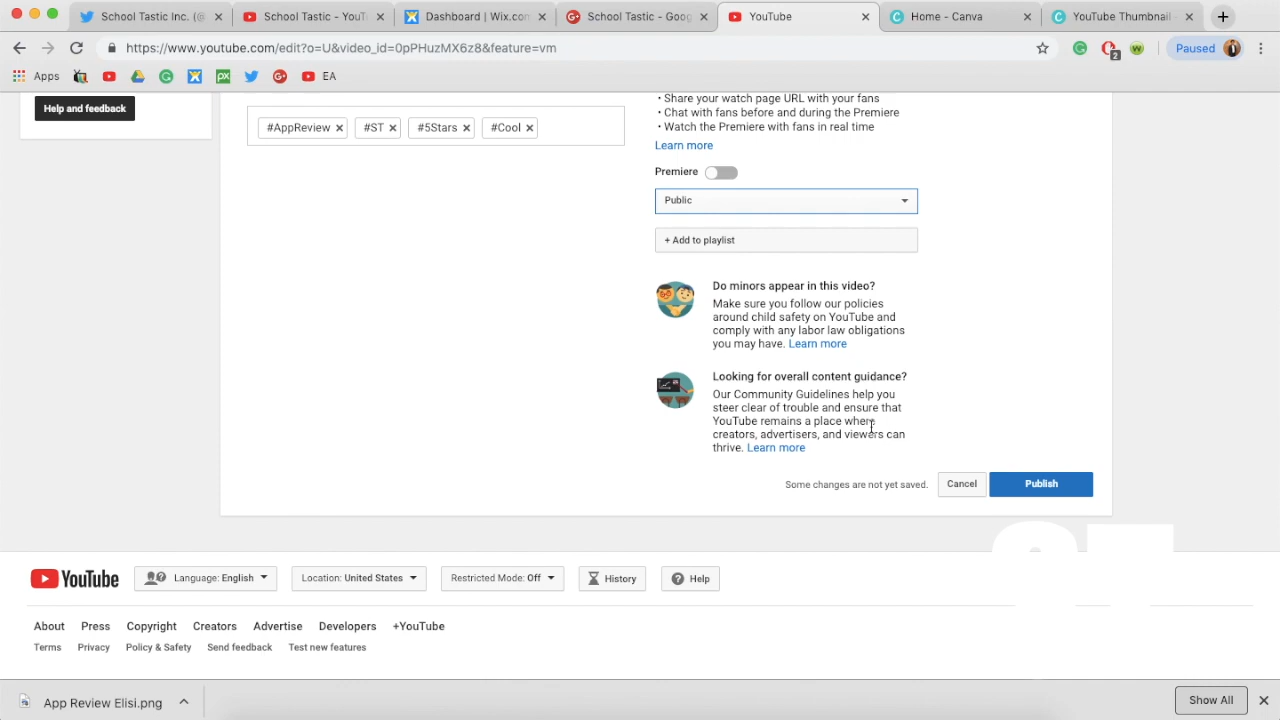 School Tastic Inc. (@
School Tastic - YouT
Dashboard | Wix.com
School Tastic - Goog
YouTube
Home - Canva
YouTube Thumbnail
https://www.youtube.com/edit?o=U&video_id=0pPHuzMX6z8&feature=vm
2
Paused
Apps
EA
Help and feedback
#AppReview
#ST
#5Stars
#Cool
• Share your watch page URL with your fans
• Chat with fans before and during the Premiere
• Watch the Premiere with fans in real time
Learn more
Premiere
Public
+ Add to playlist
Do minors appear in this video?
Make sure you follow our policies
around child safety on YouTube and
comply with any labor law obligations
you may have. Learn more
Looking for overall content guidance?
Our Community Guidelines help you
steer clear of trouble and ensure that
YouTube remains a place where
creators, advertisers, and viewers can
thrive. Learn more
Some changes are not yet saved.
Cancel
Publish
YouTube
Language: English
Location: United States
Restricted Mode: Off
History
Help
About Press Copyright Creators Advertise Developers +YouTube
Terms Privacy Policy & Safety Send feedback Test new features
App Review Elisi.png
Show All